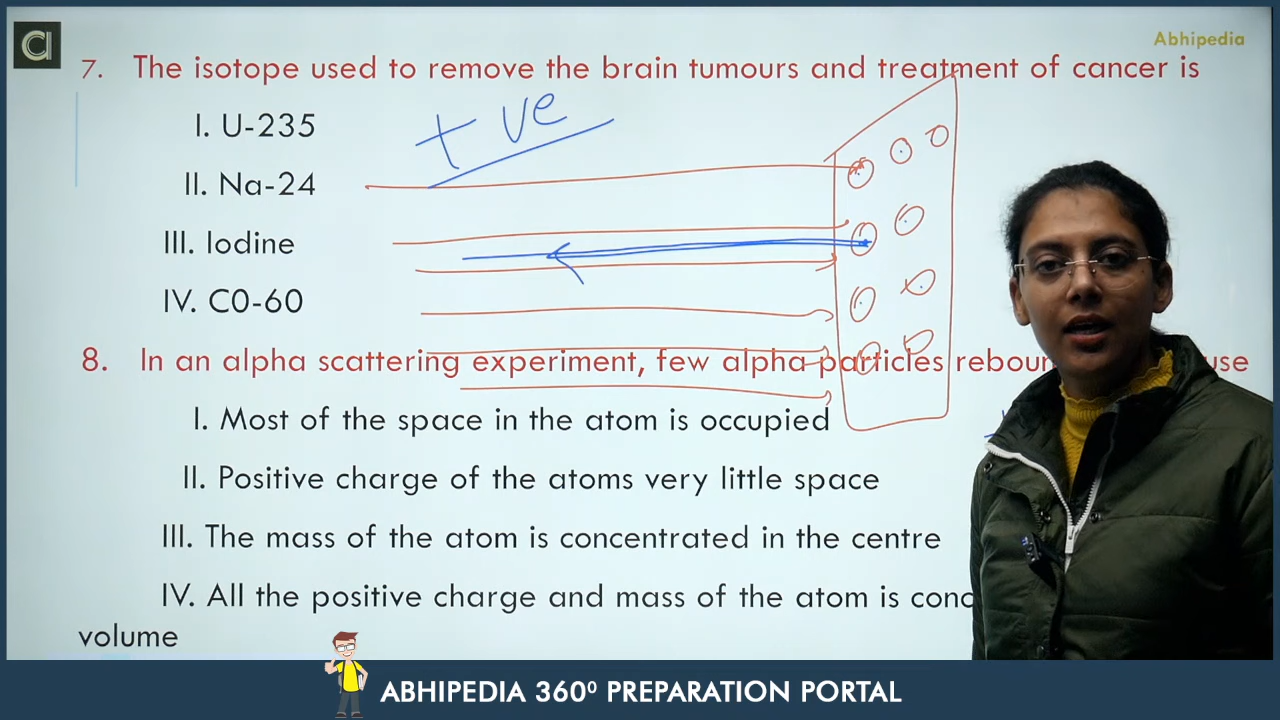 Abhipedia
7. The isotope used to remove the brain tumours and treatment of cancer is
+ ve
I. U-235
II. Na-24
III. Iodine
IV. C0-60
8. In an alpha scattering experiment, few alpha particles
I. Most of the space in the atom is occupied
II. Positive charge of the atoms very little space
III. The mass of the atom is concentrated in the centre
IV. All the positive charge and mass of the atom is
volume
ABHIPEDIA 360⁰ PREPARATION PORTAL